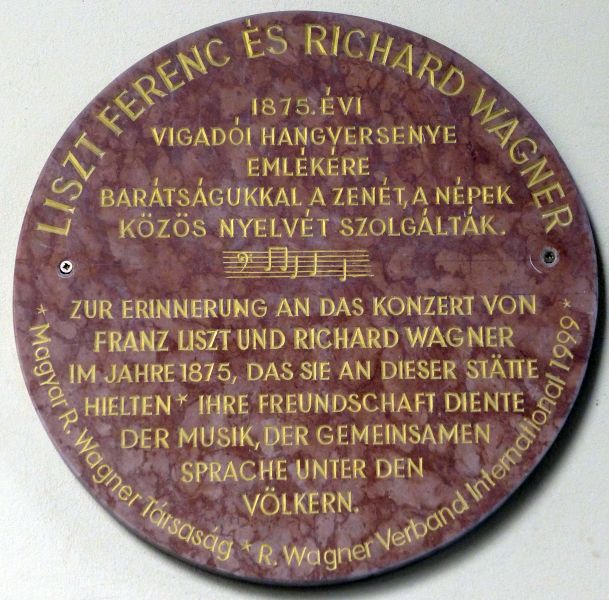 LISZT FERENC ÉS RICHARD WAGNER
1875. ÉVI
VIGADÓI HANGYERSENYE
EMLÉKÉRE
BARÁTSÁGUKKAL A ZENÉT, A NÉPEK
KÖZÖS NYELVÉT SZOLGÁLTÁK.
ZUR ERINNERUNG AN DAS KONZERT VON
FRANZ LISZT UND RICHARD WAGNER
IM JAHRE 1875, DAS SIE AN DIESER STÄTTE
HIELTEN * IHRE FREUNDSCHAFT DIENTE
DER MUSIK, DER GEMEINSAMEN
SPRACHE UNTER DEN
VÖLKERN.
* Magyar R. Wagner Társaság * R. Wagner Verband International 1999 *